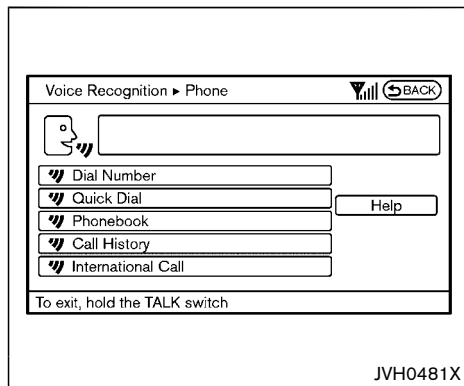 Voice Recognition ▸ Phone
BACK
Dial Number
Quick Dial
Help
Phonebook
Call History
International Call
To exit, hold the TALK switch
JVH0481X